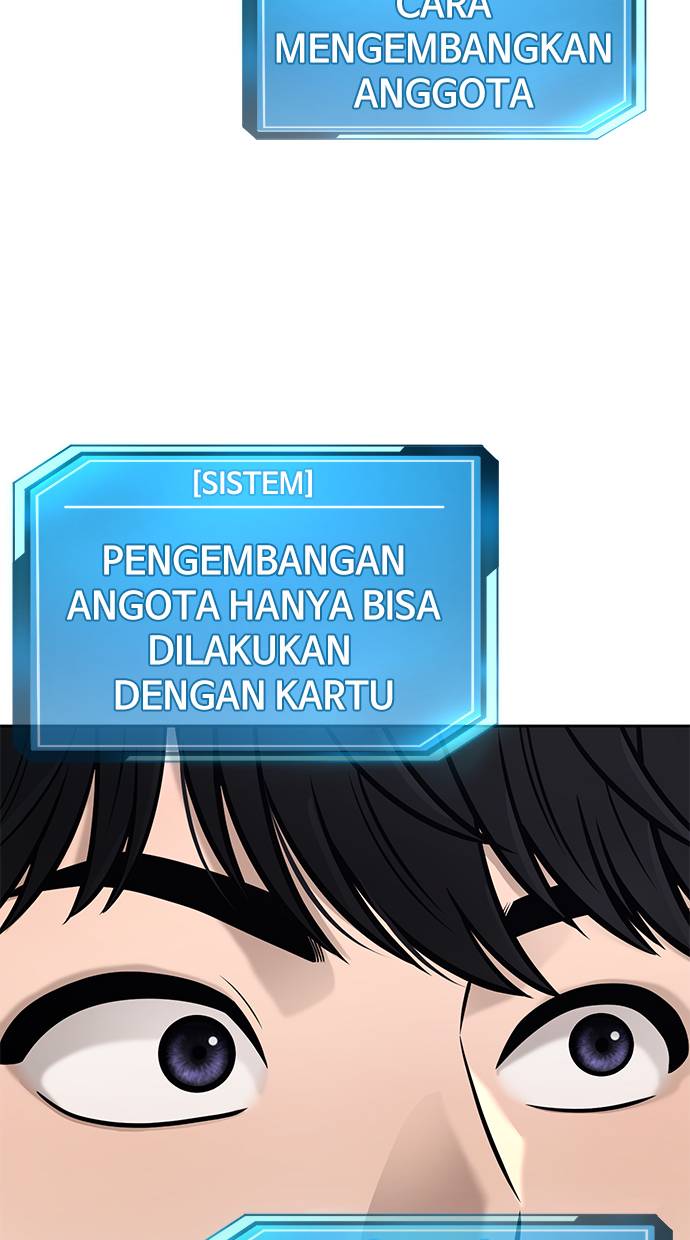 CARA
MENGEMBANGKAN
ANGGOTA
[SISTEM]
PENGEMBANGAN
ANGOTA HANYA BISA
DILAKUKAN
DENGAN KARTU